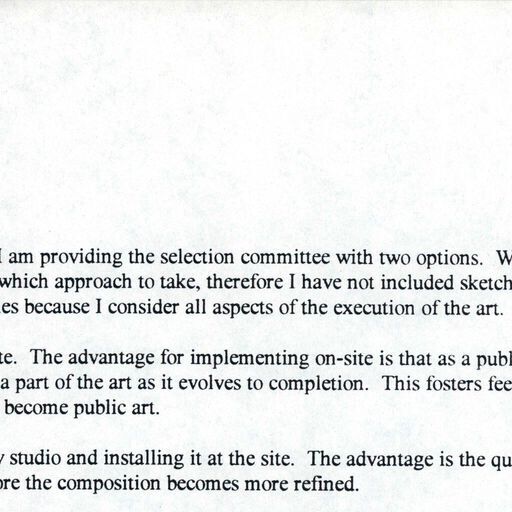 I am providing the selection committee with two options. W
which approach to take, therefore I have not included sketch
es because I consider all aspects of the execution of the art.
te. The advantage for implementing on-site is that as a publ
a part of the art as it evolves to completion. This fosters fee
become public art.
y studio and installing it at the site. The advantage is the qu
ore the composition becomes more refined.